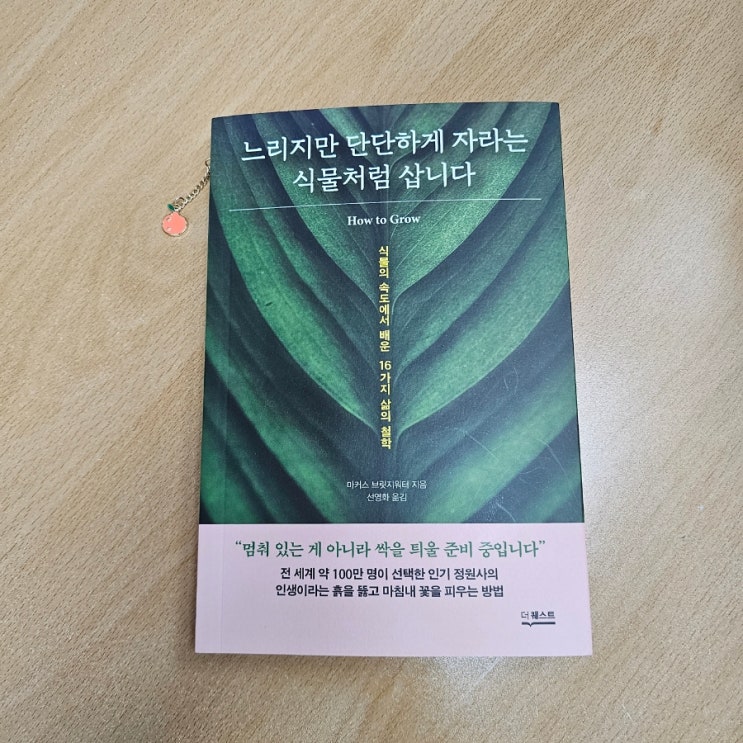 느리지만 단단하게 자라는
식물처럼 삽니다
How to Grow
식물의 속도에서 배운 16가지 삶의 철학
마커스 브릿지워터 지음
선영화 옮김
“멈춰 있는 게 아니라 싹을 틔울 준비 중입니다”
전 세계 약 100만 명이 선택한 인기 정원사의
인생이라는 흙을 뚫고 마침내 꽃을 피우는 방법
더퀘스트